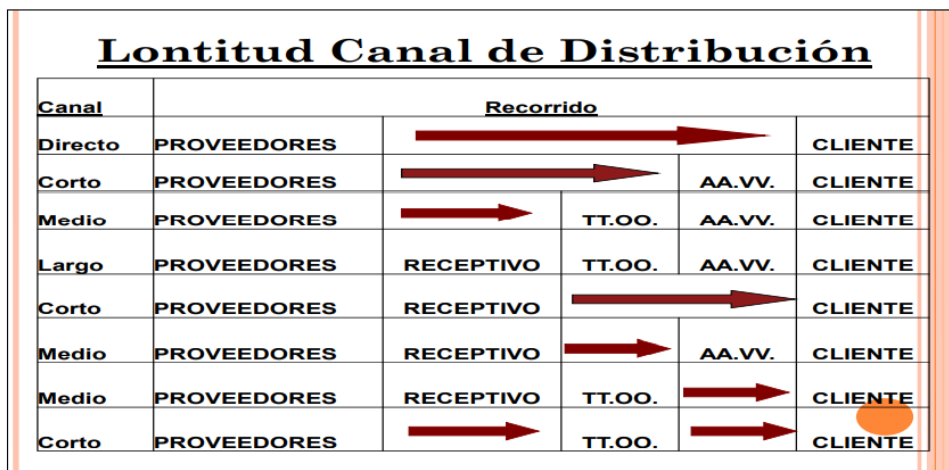 Lontitud Canal de Distribución
Canal Recorrido
Directo PROVEEDORES CLIENTE
Corto PROVEEDORES AA.VV. CLIENTE
Medio PROVEEDORES TT.OO. AA.VV. CLIENTE
Largo PROVEEDORES RECEPTIVO TT.OO. AA.VV. CLIENTE
Corto PROVEEDORES RECEPTIVO CLIENTE
Medio PROVEEDORES RECEPTIVO AA.VV. CLIENTE
Medio PROVEEDORES RECEPTIVO TT.OO. CLIENTE
Corto PROVEEDORES TT.OO. CLIENTE